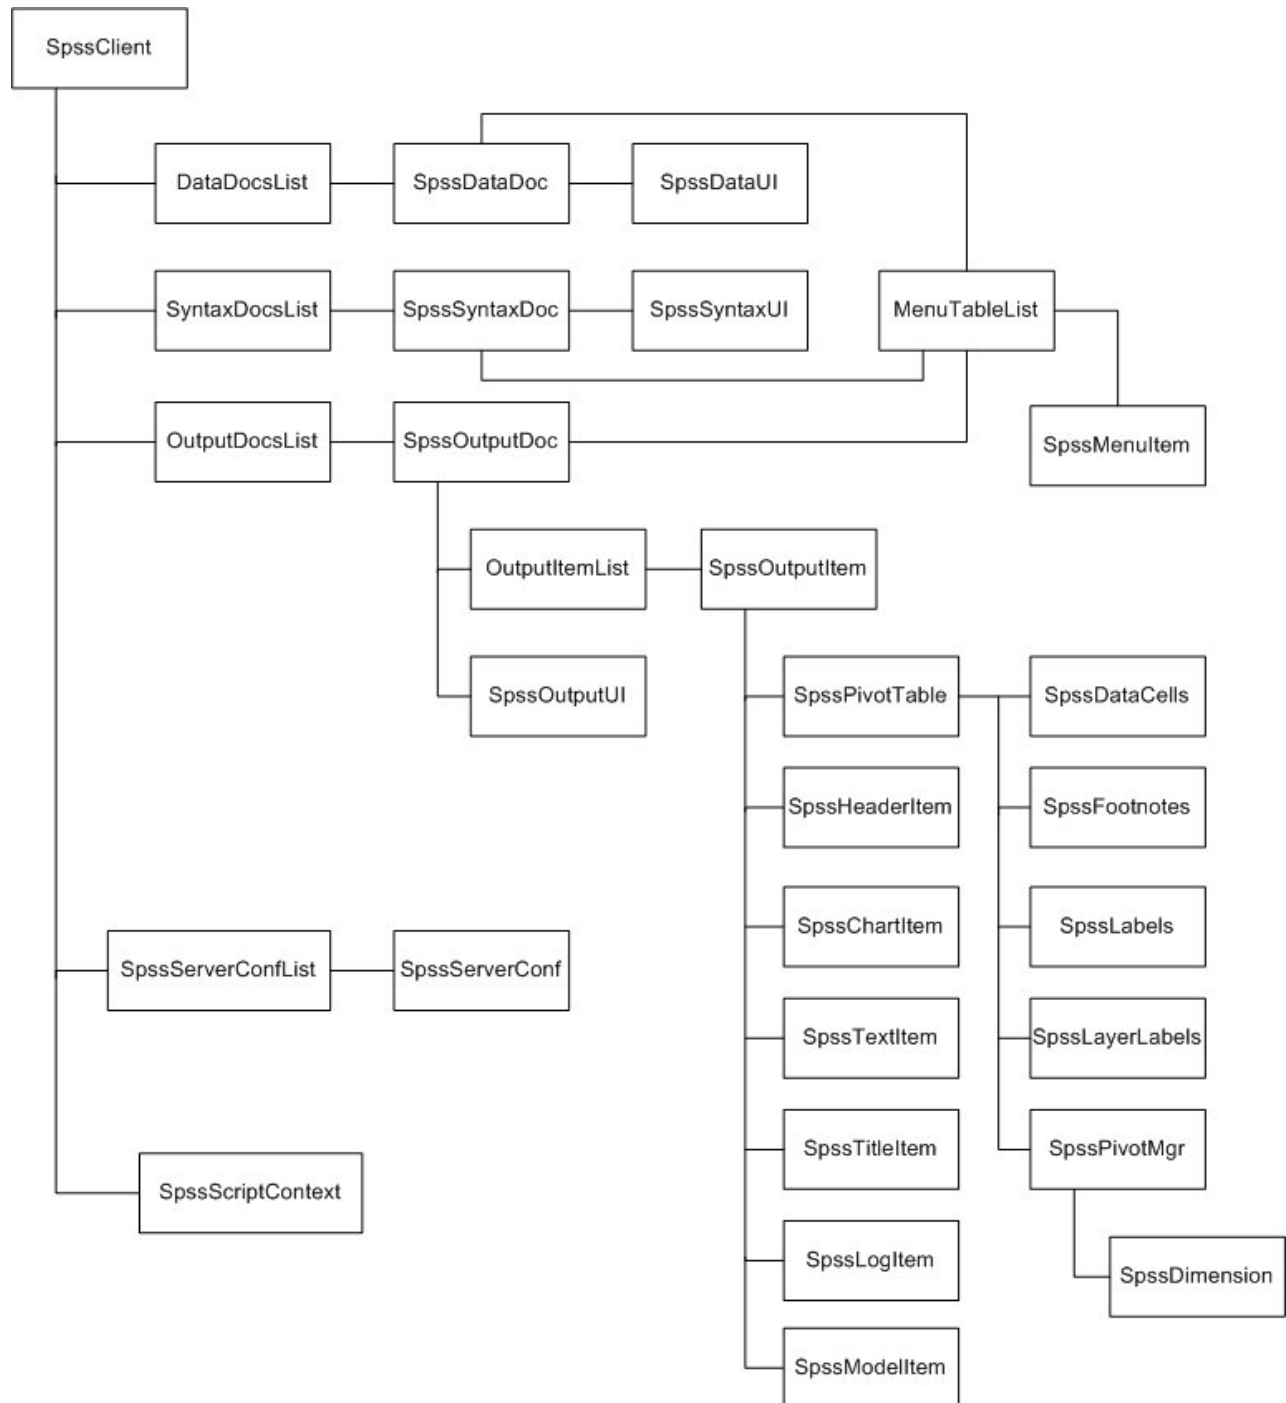 SpssClient
DataDocsList
SpssDataDoc
SpssDataUI
SyntaxDocsList
SpssSyntaxDoc
SpssSyntaxUI
MenuTableList
OutputDocsList
SpssOutputDoc
SpssMenuItem
OutputItemList
SpssOutputItem
SpssOutputUI
SpssPivotTable
SpssDataCells
SpssHeaderItem
SpssFootnotes
SpssChartItem
SpssLabels
SpssServerConfList
SpssServerConf
SpssTextItem
SpssLayerLabels
SpssTitleItem
SpssPivotMgr
SpssScriptContext
SpssLogItem
SpssDimension
SpssModelItem